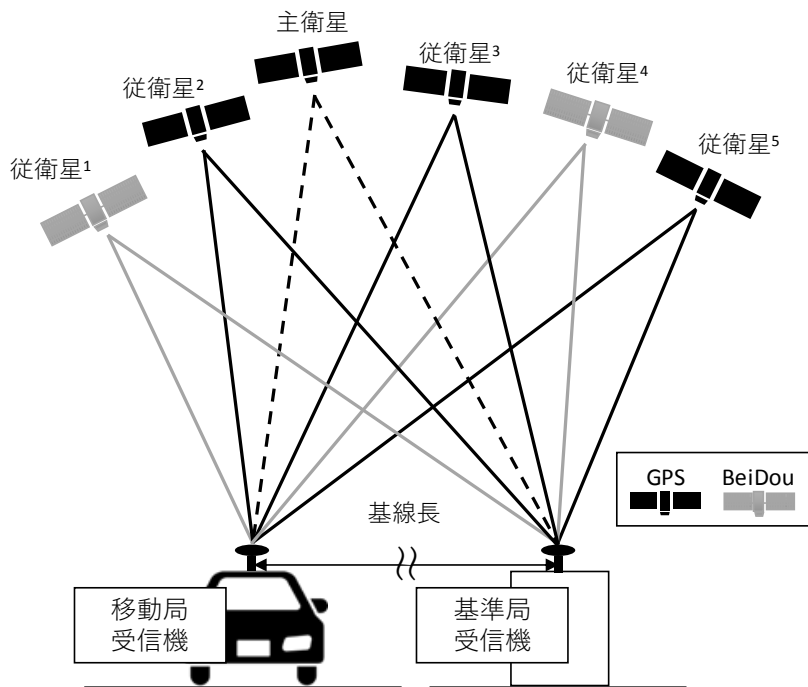 主衛星
従衛星²
従衛星³
従衛星⁴
従衛星¹
従衛星⁵
GPS
BeiDou
基線長
移動局
受信機
基準局
受信機